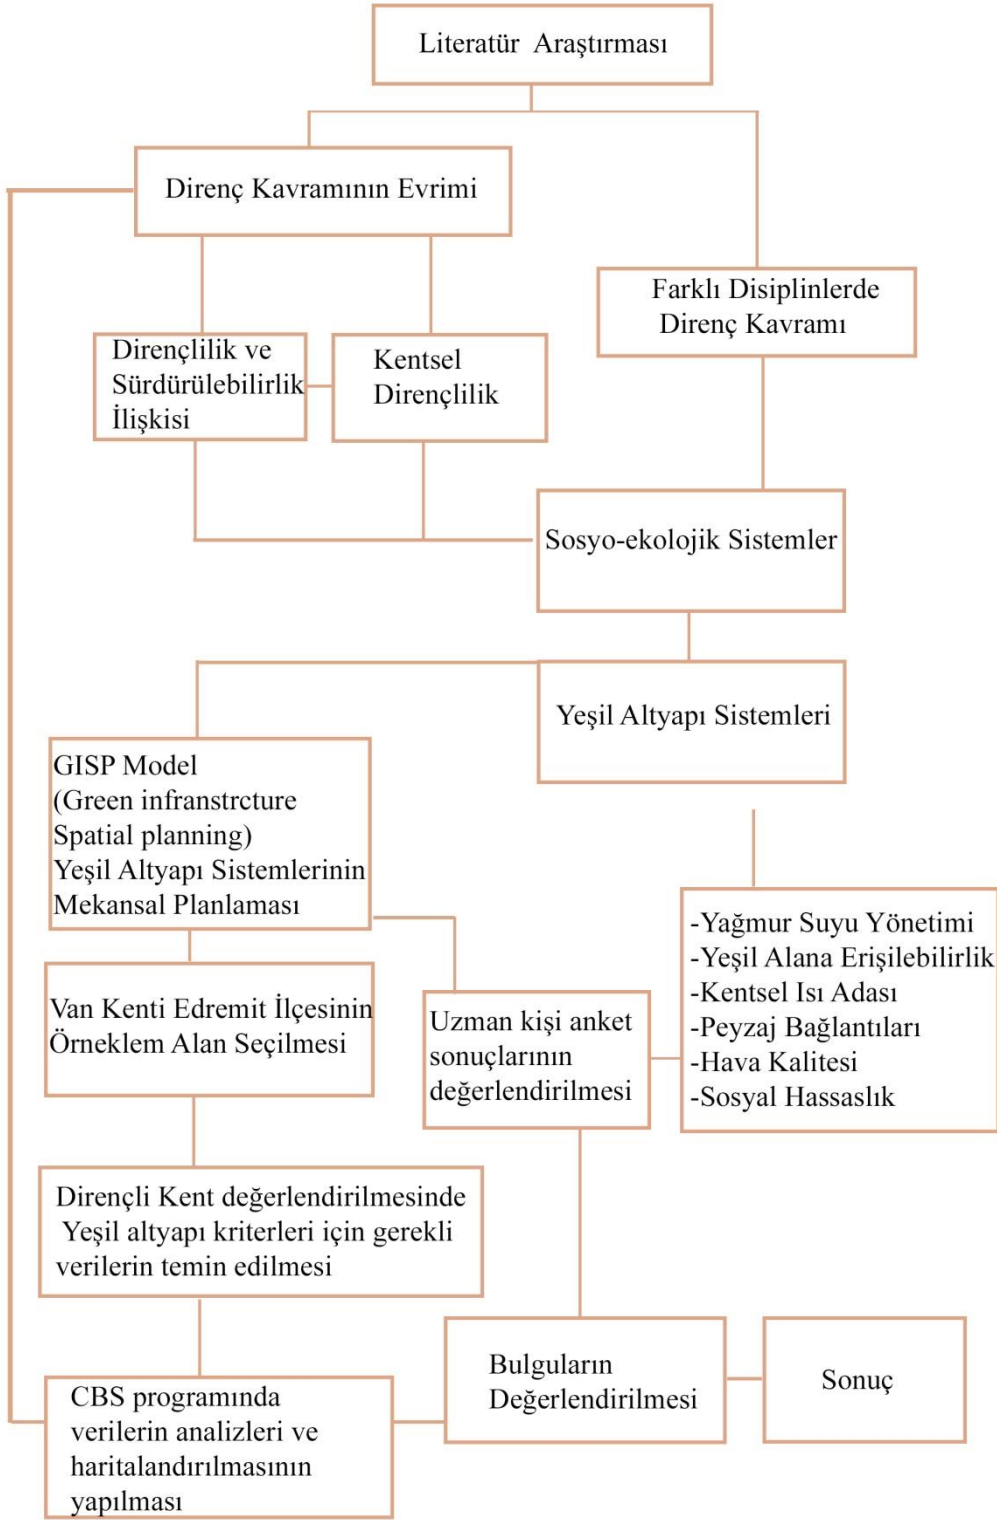 Literatür Araştırması
Direnç Kavramının Evrimi
Farklı Disiplinlerde
Direnç Kavramı
Dirençlilik ve
Sürdürülebilirlik
İlişkisi
Kentsel
Dirençlilik
Sosyo-ekolojik Sistemler
Yeşil Altyapı Sistemleri
GISP Model
(Green infranstrcture
Spatial planning)
Yeşil Altyapı Sistemlerinin
Mekansal Planlaması
-Yağmur Suyu Yönetimi
-Yeşil Alana Erişilebilirlik
-Kentsel Isı Adası
-Peyzaj Bağlantıları
-Hava Kalitesi
-Sosyal Hassaslık
Van Kenti Edremit İlçesinin
Örneklem Alan Seçilmesi
Uzman kişi anket
sonuçlarının
değerlendirilmesi
Dirençli Kent değerlendirilmesinde
Yeşil altyapı kriterleri için gerekli
verilerin temin edilmesi
CBS programında
verilerin analizleri ve
haritalandırılmasının
yapılması
Bulguların
Değerlendirilmesi
Sonuç